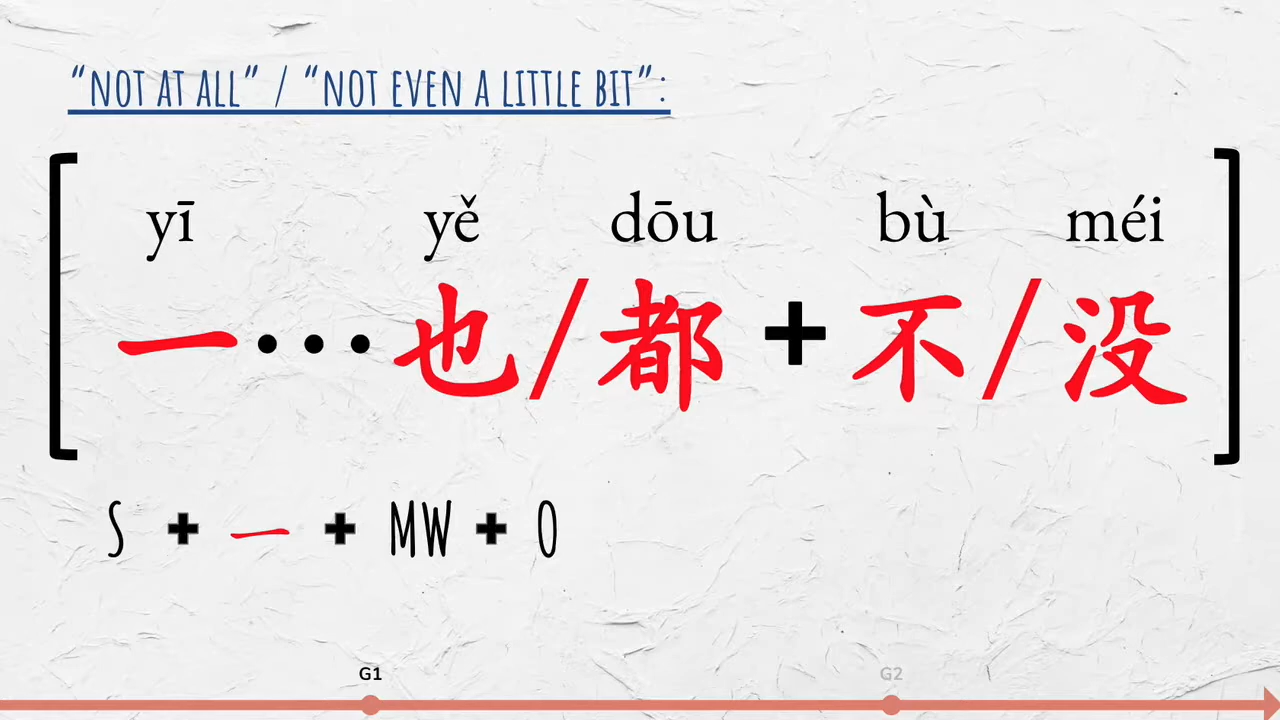 “NOT AT ALL” / “NOT EVEN A LITTLE BIT”:
yī yě dōu bù méi
一…也/都+不/没
S + 一 + MW + O
G1 G2